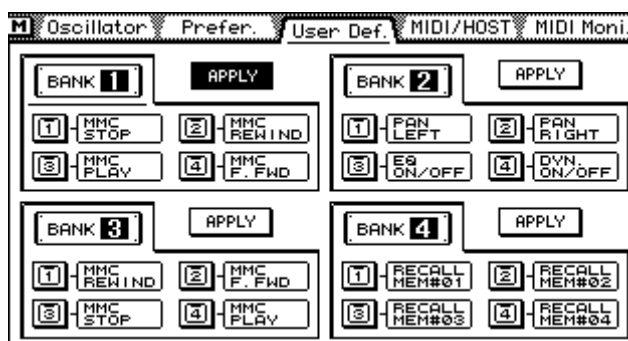 M Oscillator Prefer. User Def. MIDI/HOST MIDI Moni.
BANK 1 APPLY
1 MMC STOP 2 MMC REWIND
3 MMC PLAY 4 MMC F.FWD
BANK 2 APPLY
1 PAN LEFT 2 PAN RIGHT
3 EQ ON/OFF 4 DYN. ON/OFF
BANK 3 APPLY
1 MMC REWIND 2 MMC F.FWD
3 MMC STOP 4 MMC PLAY
BANK 4 APPLY
1 RECALL MEM#01 2 RECALL MEM#02
3 RECALL MEM#03 4 RECALL MEM#04